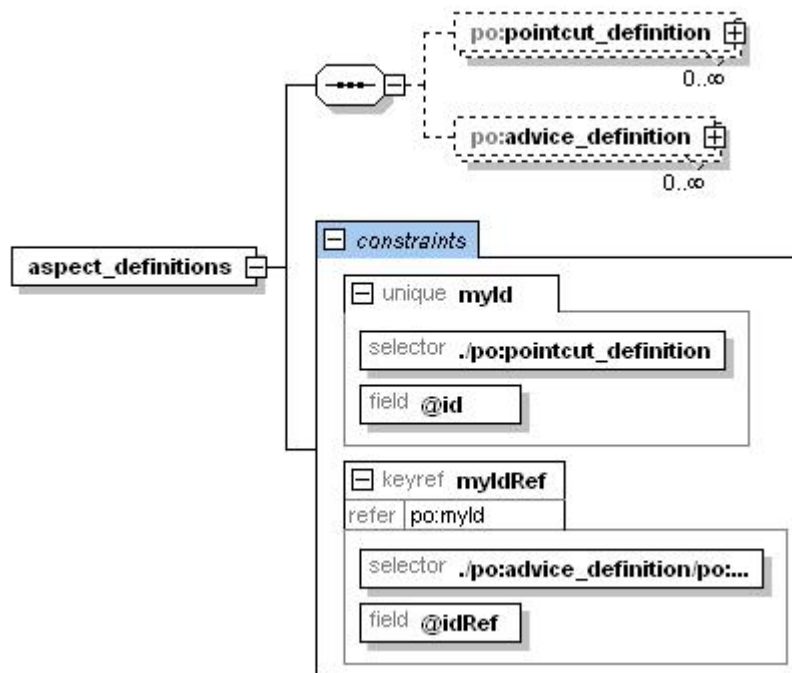 po:pointcut_definition
0..∞
po:advice_definition
0..∞
aspect_definitions
constraints
unique myId
selector ./po:pointcut_definition
field @id
keyref myIdRef
refer po:myId
selector ./po:advice_definition/po:...
field @idRef